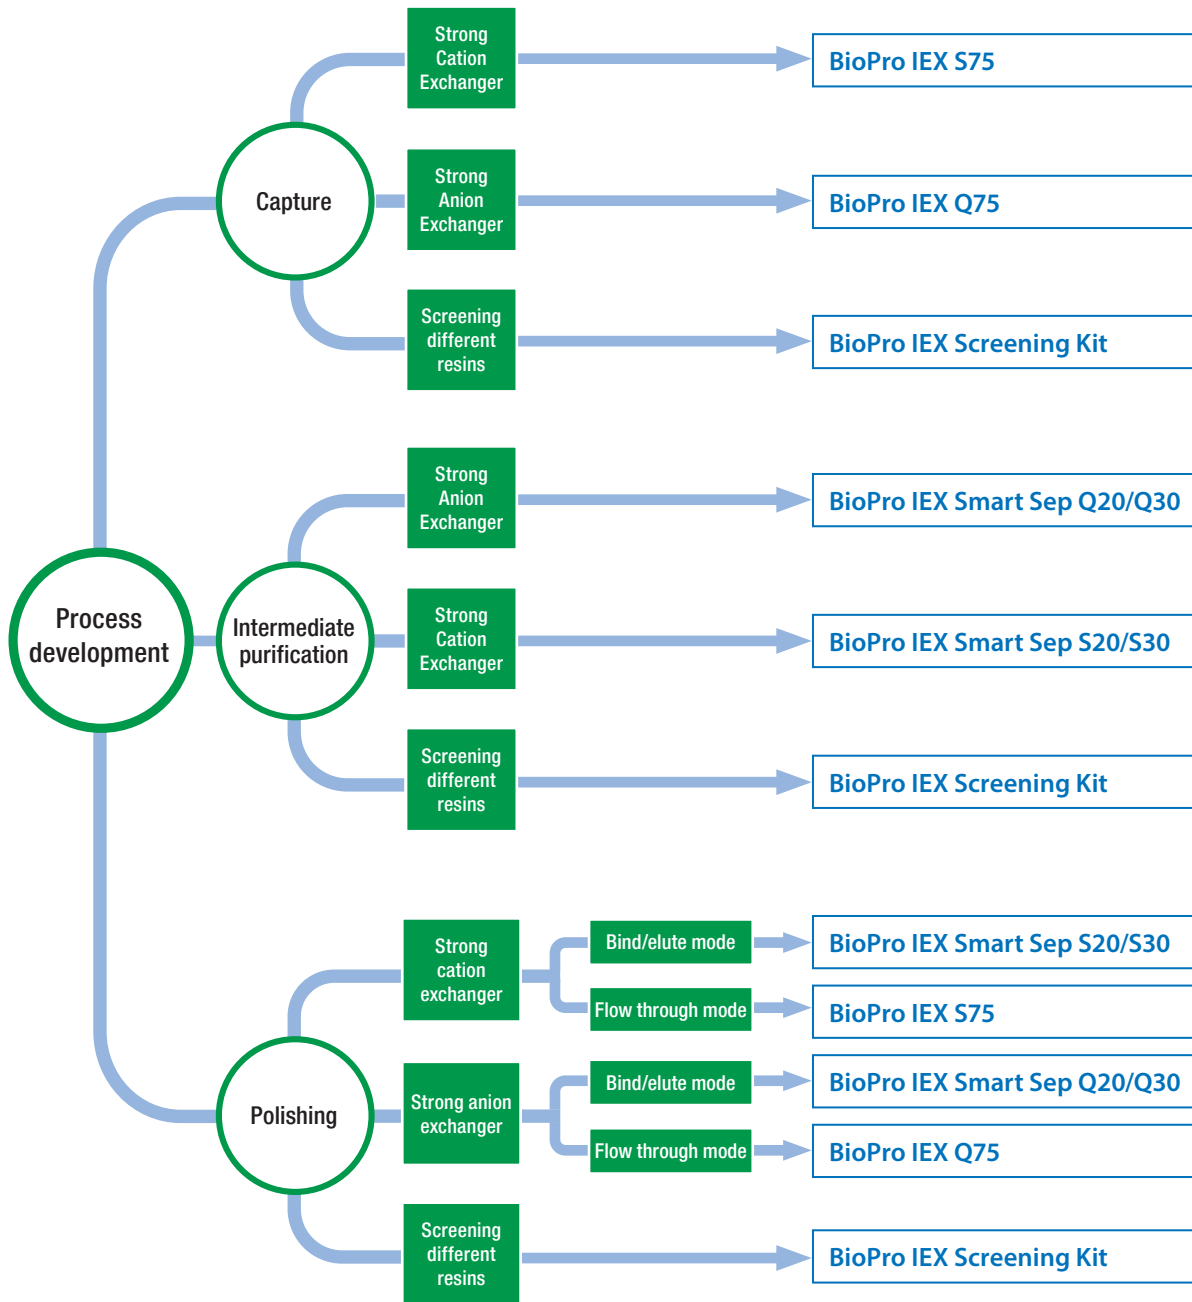 Process
development
Capture
Strong
Cation
Exchanger
BioPro IEX S75
Strong
Anion
Exchanger
BioPro IEX Q75
Screening
different
resins
BioPro IEX Screening Kit
Intermediate
purification
Strong
Anion
Exchanger
BioPro IEX Smart Sep Q20/Q30
Strong
Cation
Exchanger
BioPro IEX Smart Sep S20/S30
Screening
different
resins
BioPro IEX Screening Kit
Polishing
Strong
cation
exchanger
Bind/elute mode
BioPro IEX Smart Sep S20/S30
Flow through mode
BioPro IEX S75
Strong anion
exchanger
Bind/elute mode
BioPro IEX Smart Sep Q20/Q30
Flow through mode
BioPro IEX Q75
Screening
different
resins
BioPro IEX Screening Kit